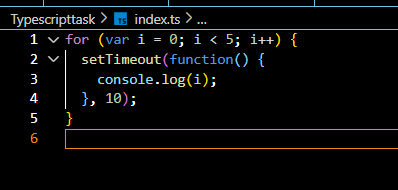 Typescripttask > index.ts > ...
1 for (var i = 0; i < 5; i++) {
2 setTimeout(function() {
3 console.log(i);
4 }, 10);
5 }
6